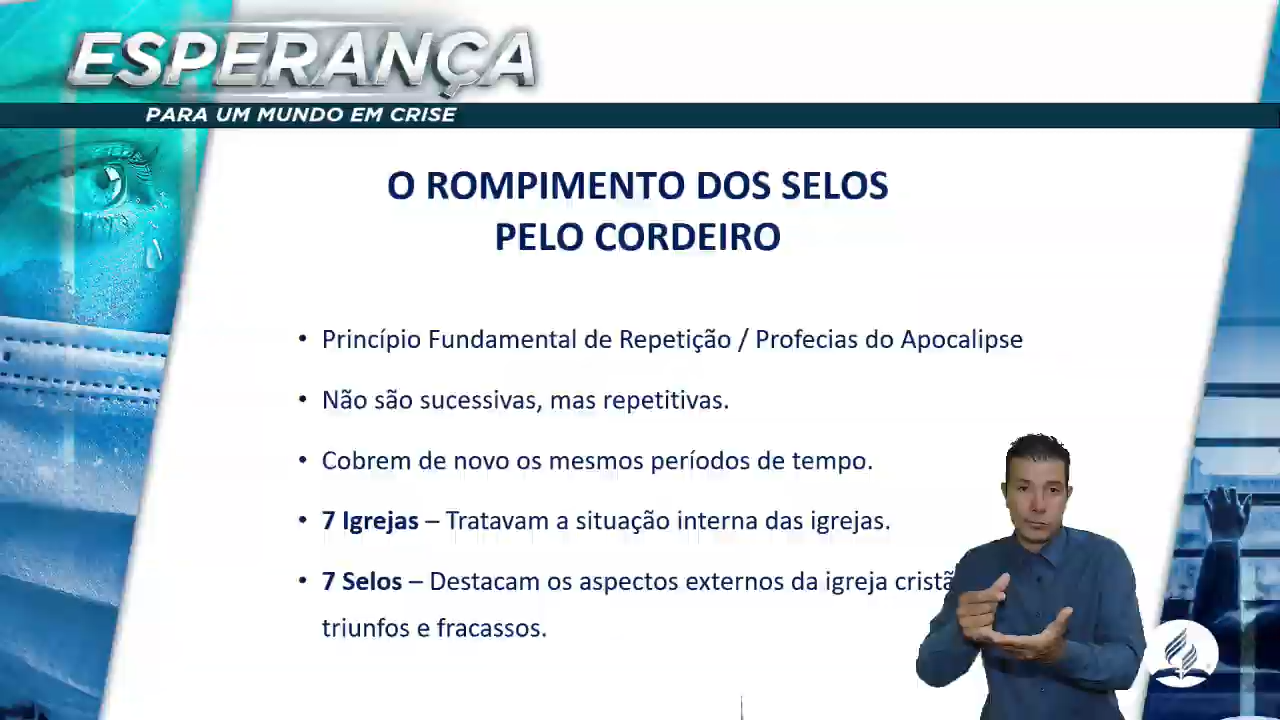 ESPERANÇA
PARA UM MUNDO EM CRISE
O ROMPIMENTO DOS SELOS
PELO CORDEIRO
• Princípio Fundamental de Repetição / Profecias do Apocalipse
• Não são sucessivas, mas repetitivas.
• Cobrem de novo os mesmos períodos de tempo.
• 7 Igrejas – Tratavam a situação interna das igrejas.
• 7 Selos – Destacam os aspectos externos da igreja
triunfos e fracassos.